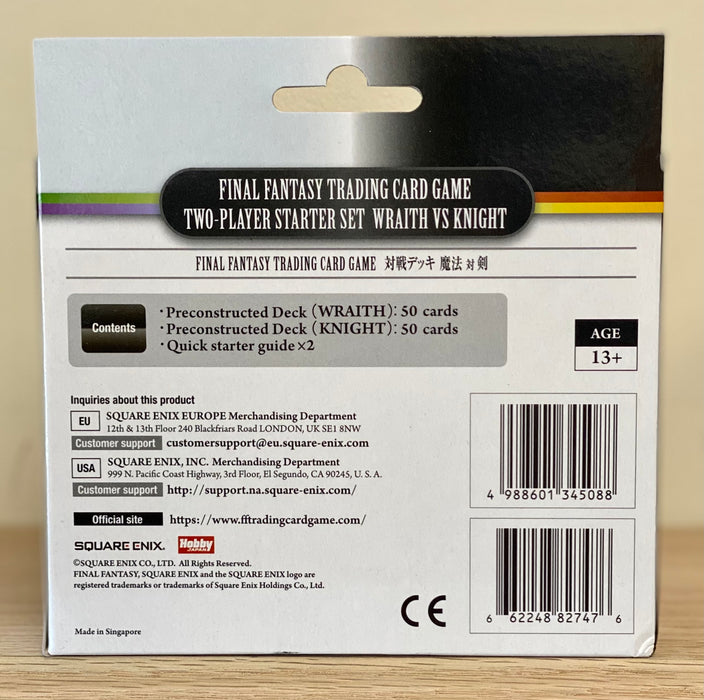 FINAL FANTASY TRADING CARD GAME
TWO-PLAYER STARTER SET WRAITH VS KNIGHT
FINAL FANTASY TRADING CARD GAME 対戦デッキ 魔法 対 剣
Contents
・Preconstructed Deck (WRAITH): 50 cards
・Preconstructed Deck (KNIGHT): 50 cards
・Quick starter guide×2
AGE
13+
Inquiries about this product
EU
SQUARE ENIX EUROPE Merchandising Department
12th & 13th Floor 240 Blackfriars Road LONDON, UK SE1 8NW
Customer support customersupport@eu.square-enix.com
USA
SQUARE ENIX, INC. Merchandising Department
999 N. Pacific Coast Highway, 3rd Floor, El Segundo, CA 90245, U. S. A.
Customer support http://support.na.square-enix.com/
Official site https://www.fftradingcardgame.com/
SQUARE ENIX. Hobby JAPAN
©SQUARE ENIX CO., LTD. All Rights Reserved.
FINAL FANTASY, SQUARE ENIX and the SQUARE ENIX logo are
registered trademarks or trademarks of Square Enix Holdings Co., Ltd.
CE
Made in Singapore
4 988601 345088
6 62248 82747 6